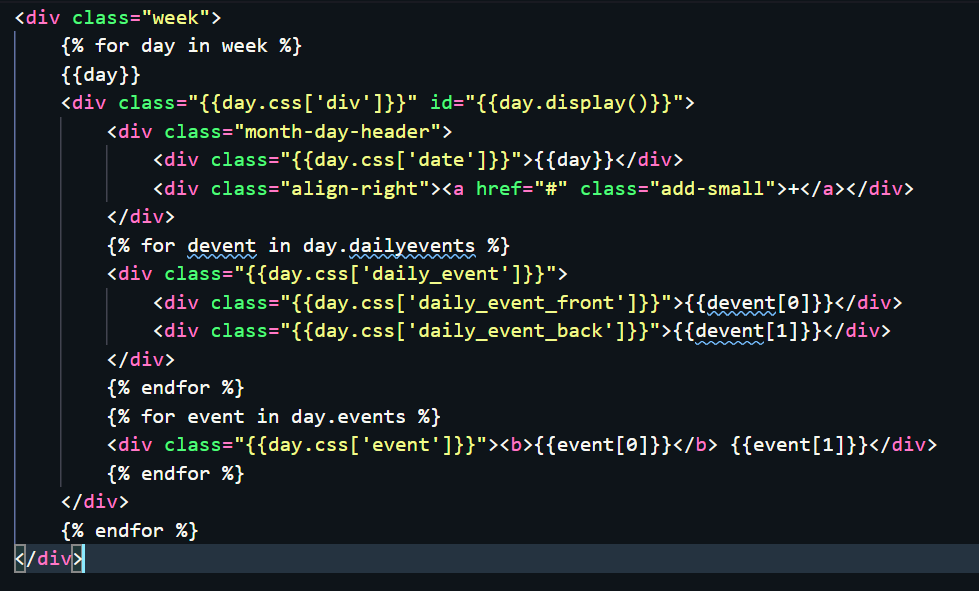 <div class="week">
{% for day in week %}
{{day}}
<div class="{{day.css['div']}}" id="{{day.display()}}">
<div class="month-day-header">
<div class="{{day.css['date']}}">{{day}}</div>
<div class="align-right"><a href="#" class="add-small">+</a></div>
</div>
{% for devent in day.dailyevents %}
<div class="{{day.css['daily_event']}}">
<div class="{{day.css['daily_event_front']}}">{{devent[0]}}</div>
<div class="{{day.css['daily_event_back']}}">{{devent[1]}}</div>
</div>
{% endfor %}
{% for event in day.events %}
<div class="{{day.css['event']}}"><b>{{event[0]}}</b> {{event[1]}}</div>
{% endfor %}
</div>
{% endfor %}
</div>